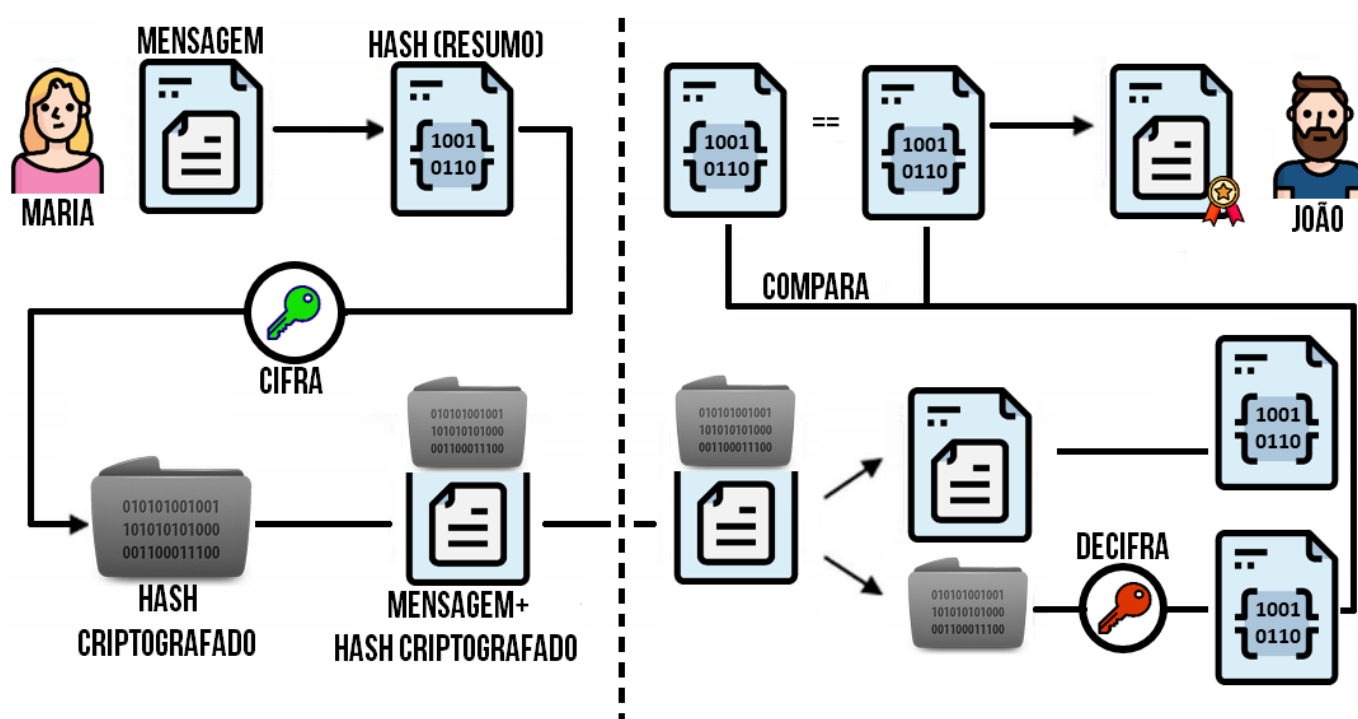 MENSAGEM
HASH (RESUMO)
1001
0110
MARIA
CIFRA
010101001001
101010101000
001100011100
HASH
CRIPTOGRAFADO
010101001001
101010101000
001100011100
MENSAGEM+
HASH CRIPTOGRAFADO
1001
0110
==
1001
0110
JOÃO
COMPARA
010101001001
101010101000
001100011100
1001
0110
DECIFRA
010101001001
101010101000
001100011100
1001
0110